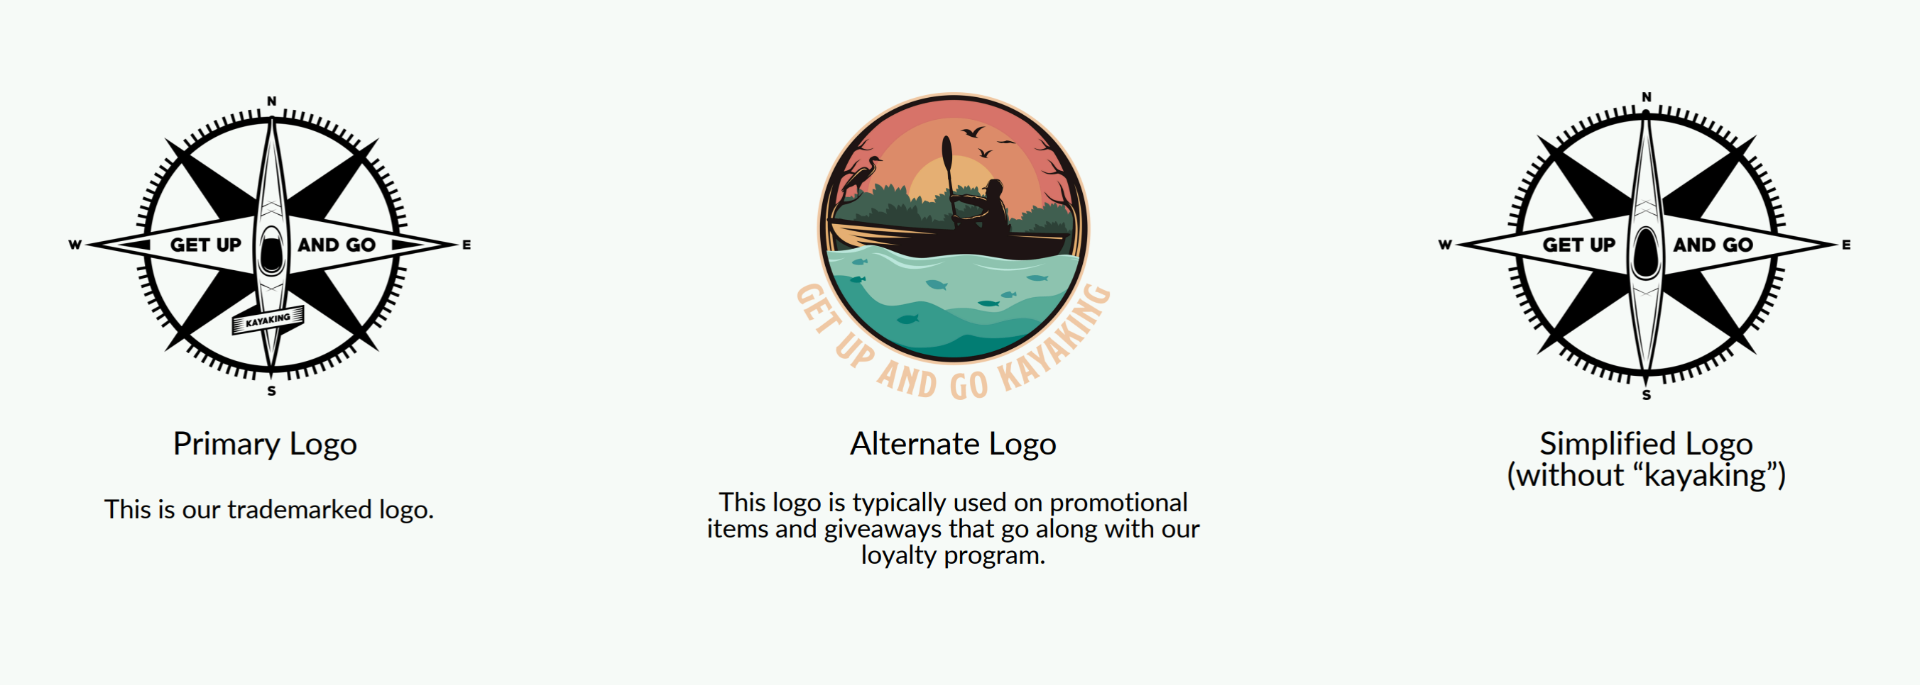 N
W GET UP AND GO E
KAYAKING
S
Primary Logo
This is our trademarked logo.
GET UP AND GO KAYAKING
Alternate Logo
This logo is typically used on promotional
items and giveaways that go along with our
loyalty program.
N
W GET UP AND GO E
S
Simplified Logo
(without “kayaking”)